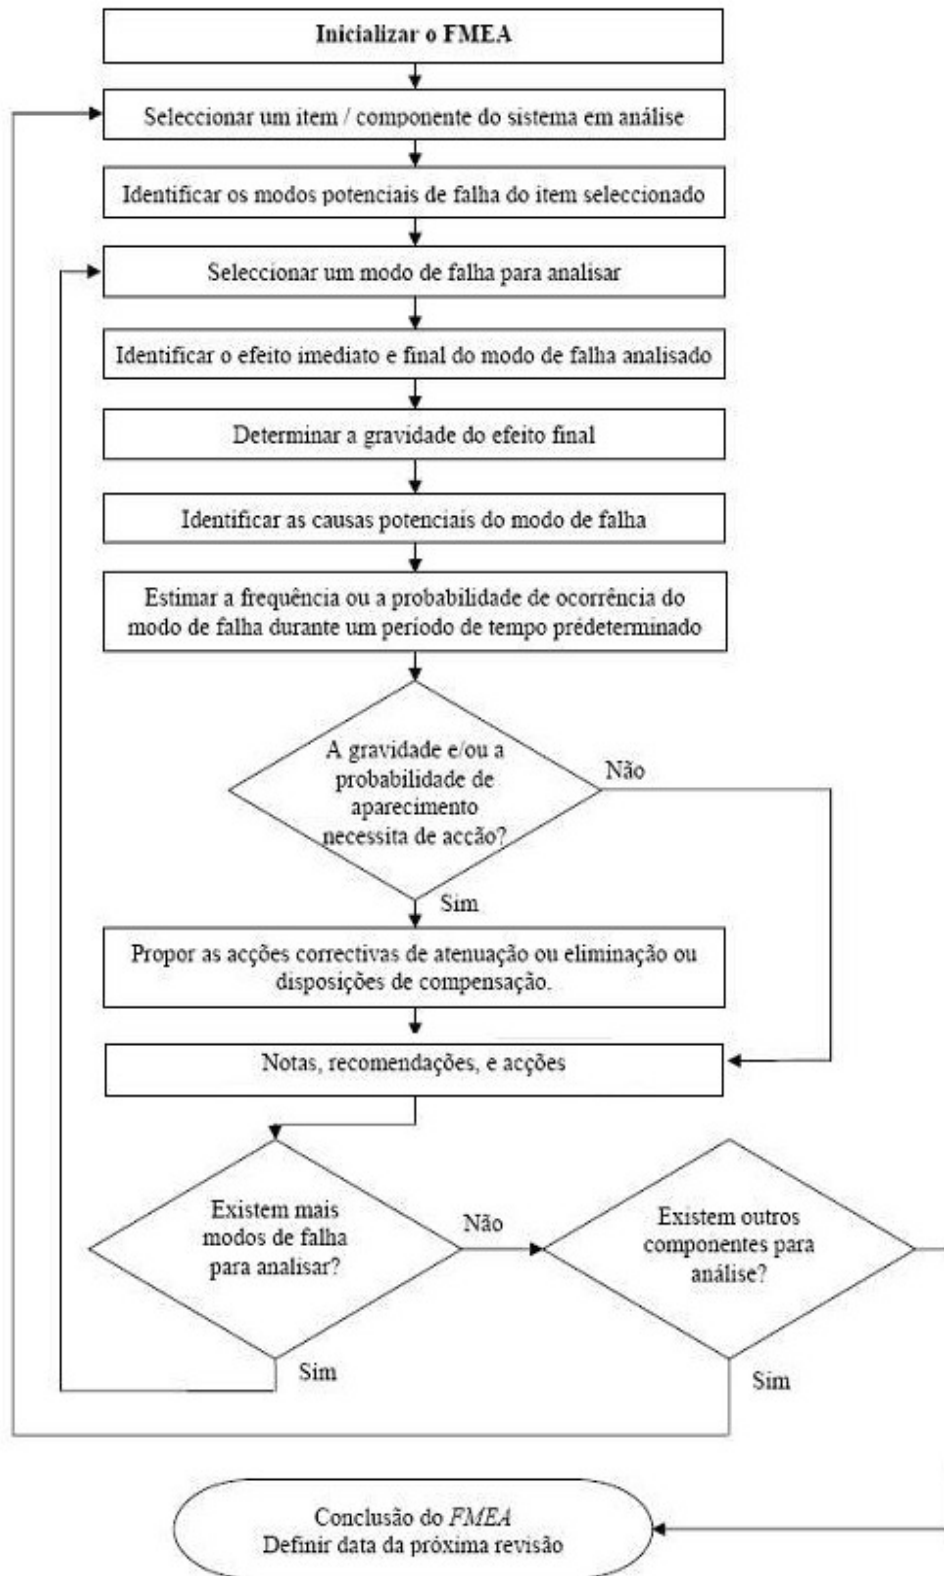 Inicializar o FMEA
Seleccionar um item / componente do sistema em análise
Identificar os modos potenciais de falha do item seleccionado
Seleccionar um modo de falha para analisar
Identificar o efeito imediato e final do modo de falha analisado
Determinar a gravidade do efeito final
Identificar as causas potenciais do modo de falha
Estimar a frequência ou a probabilidade de ocorrência do
modo de falha durante um período de tempo prédeterminado
A gravidade e/ou a
probabilidade de
aparecimento
necessita de acção?
Não
Sim
Propor as acções correctivas de atenuação ou eliminação ou
disposições de compensação.
Notas, recomendações, e acções
Existem mais
modos de falha
para analisar?
Não
Existem outros
componentes para
análise?
Sim
Sim
Conclusão do FMEA
Definir data da próxima revisão